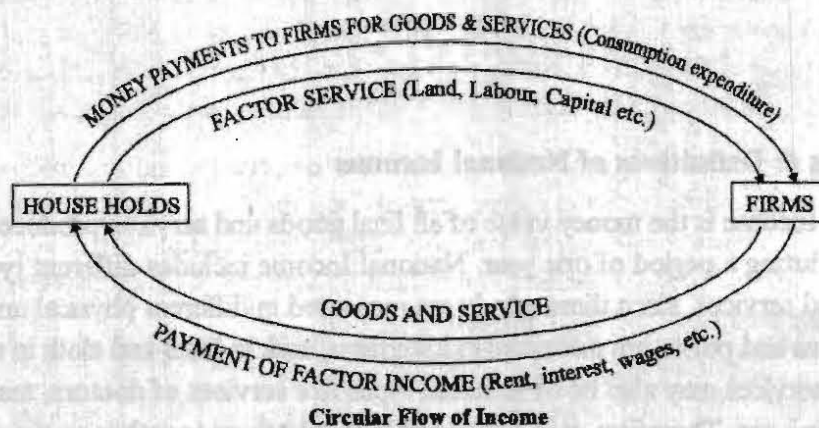 MONEY PAYMENTS TO FIRMS FOR GOODS & SERVICES (Consumption expenditure)
FACTOR SERVICE (Land, Labour, Capital etc.)
HOUSE HOLDS
FIRMS
GOODS AND SERVICE
PAYMENT OF FACTOR INCOME (Rent, interest, wages, etc.)
Circular Flow of Income